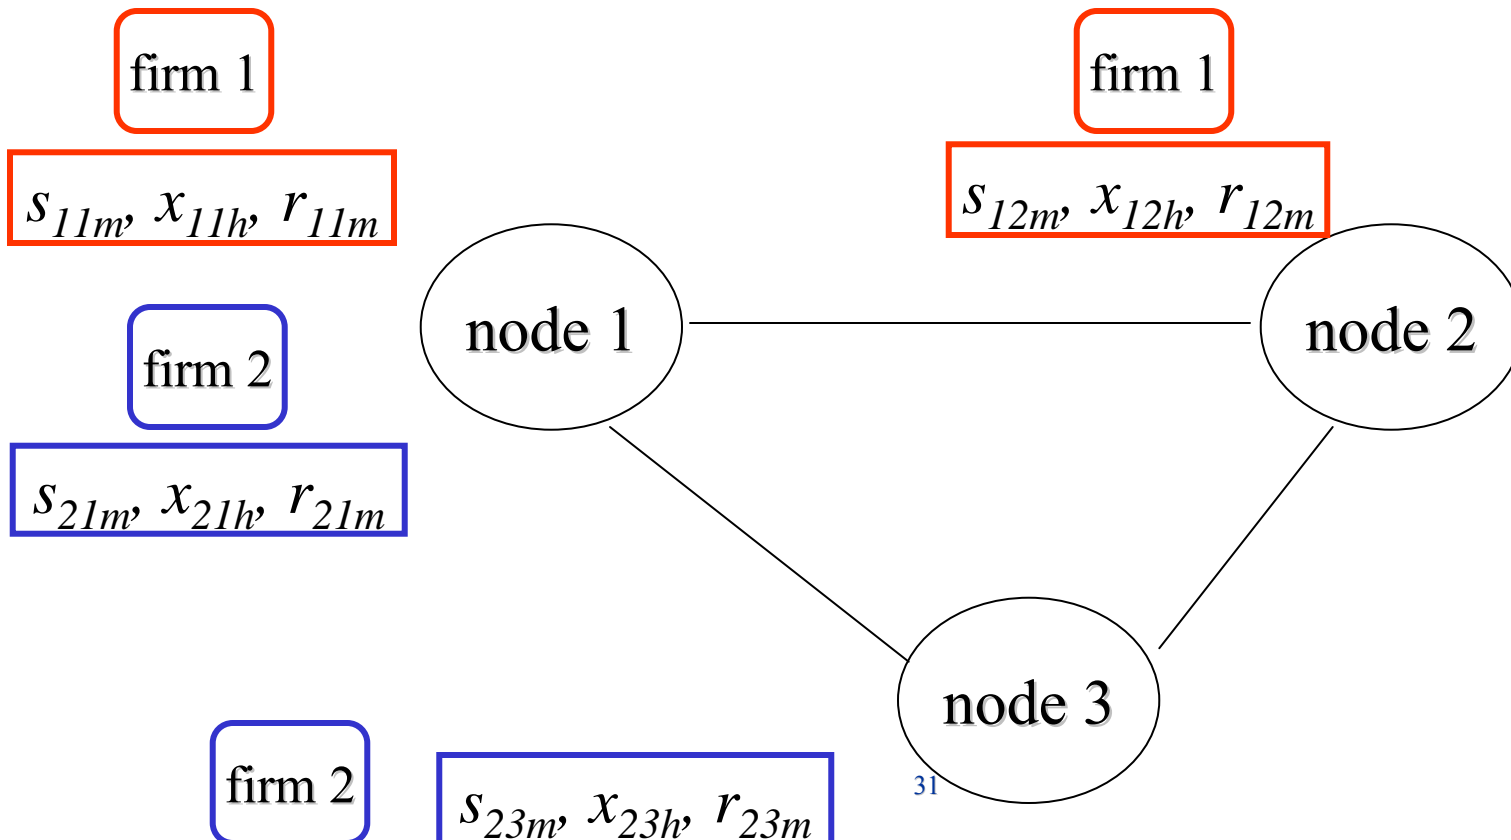 firm 1
firm 1
s11m, x11h, r11m
s12m, x12h, r12m
node 1
node 2
firm 2
s21m, x21h, r21m
node 3
firm 2
31
s23m, x23h, r23m